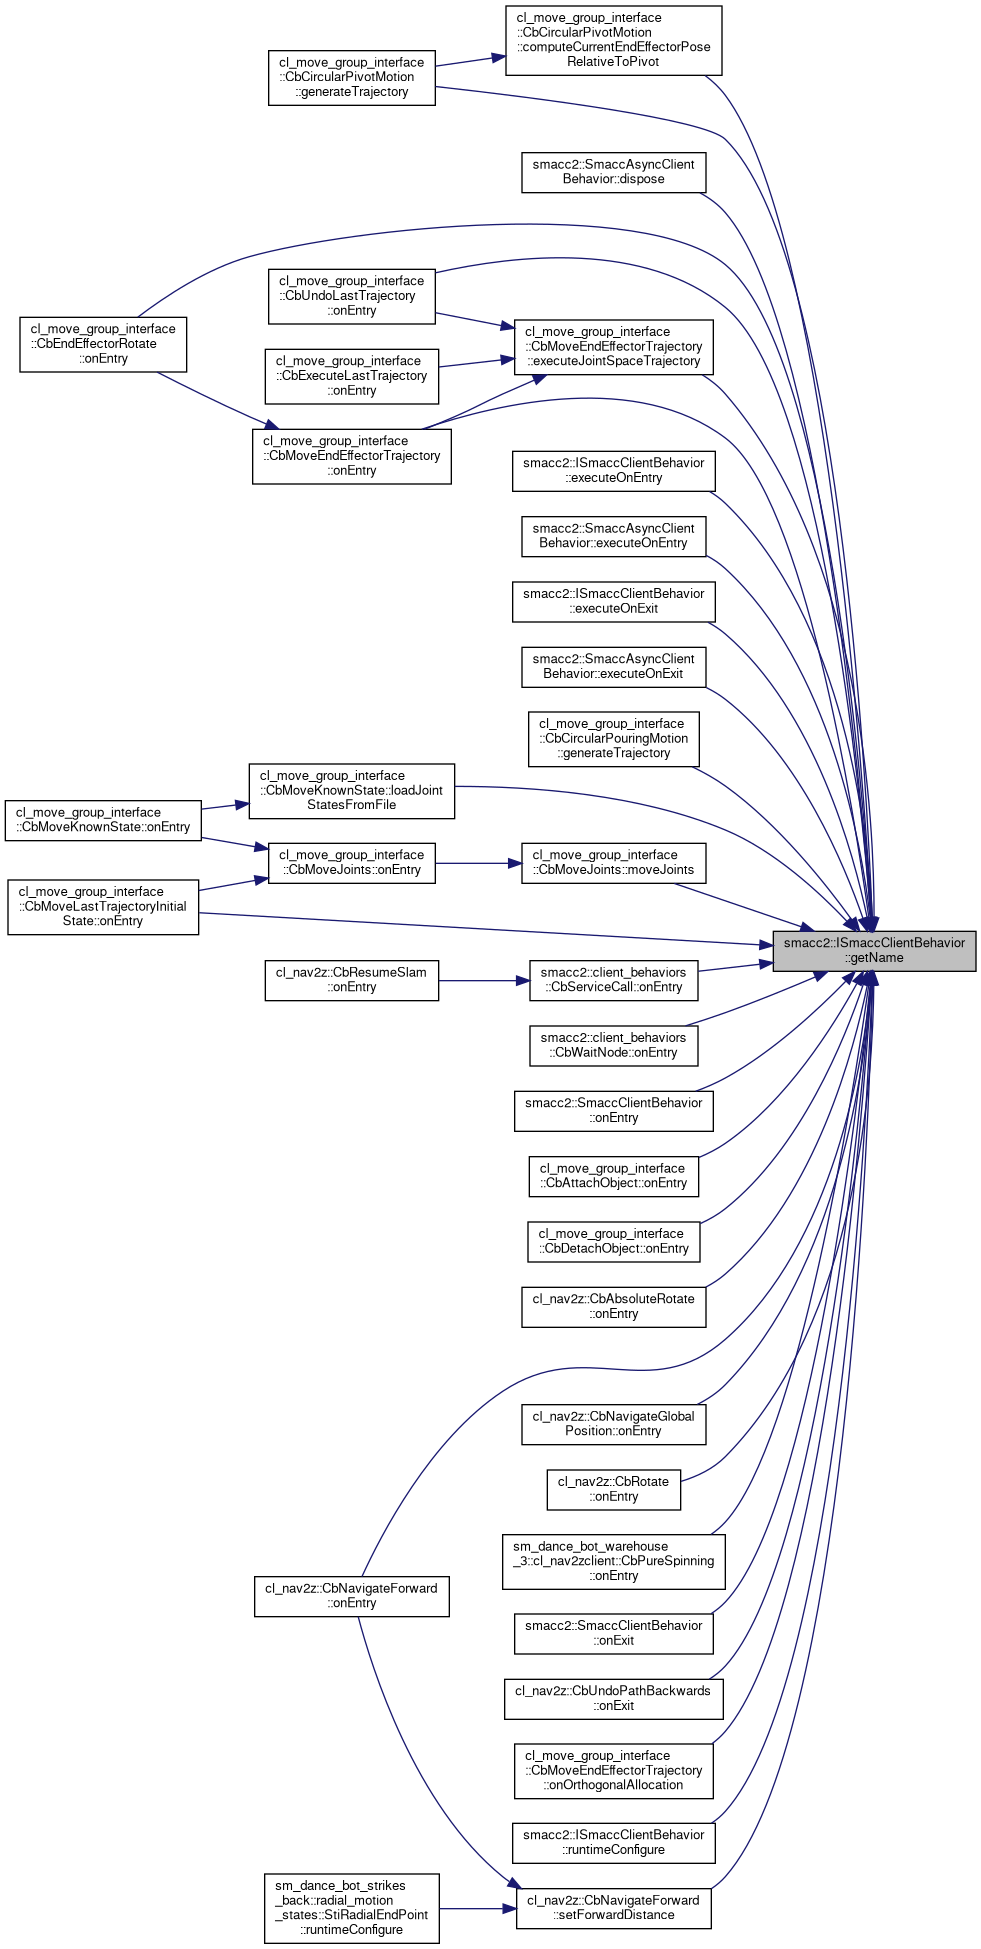 cl_move_group_interface
::CbCircularPivotMotion
::computeCurrentEndEffectorPose
RelativeToPivot
cl_move_group_interface
::CbCircularPivotMotion
::generateTrajectory
smacc2::SmaccAsyncClient
Behavior::dispose
cl_move_group_interface
::CbUndoLastTrajectory
::onEntry
cl_move_group_interface
::CbEndEffectorRotate
::onEntry
cl_move_group_interface
::CbMoveEndEffectorTrajectory
::executeJointSpaceTrajectory
cl_move_group_interface
::CbExecuteLastTrajectory
::onEntry
cl_move_group_interface
::CbMoveEndEffectorTrajectory
::onEntry
smacc2::ISmaccClientBehavior
::executeOnEntry
smacc2::SmaccAsyncClient
Behavior::executeOnEntry
smacc2::ISmaccClientBehavior
::executeOnExit
smacc2::SmaccAsyncClient
Behavior::executeOnExit
cl_move_group_interface
::CbCircularPouringMotion
::generateTrajectory
cl_move_group_interface
::CbMoveKnownState::loadJoint
StatesFromFile
cl_move_group_interface
::CbMoveKnownState::onEntry
cl_move_group_interface
::CbMoveJoints::onEntry
cl_move_group_interface
::CbMoveJoints::moveJoints
cl_move_group_interface
::CbMoveLastTrajectoryInitial
State::onEntry
smacc2::ISmaccClientBehavior
::getName
cl_nav2z::CbResumeSlam
::onEntry
smacc2::client_behaviors
::CbServiceCall::onEntry
smacc2::client_behaviors
::CbWaitNode::onEntry
smacc2::SmaccClientBehavior
::onEntry
cl_move_group_interface
::CbAttachObject::onEntry
cl_move_group_interface
::CbDetachObject::onEntry
cl_nav2z::CbAbsoluteRotate
::onEntry
cl_nav2z::CbNavigateGlobal
Position::onEntry
cl_nav2z::CbRotate
::onEntry
sm_dance_bot_warehouse
_3::cl_nav2zclient::CbPureSpinning
::onEntry
cl_nav2z::CbNavigateForward
::onEntry
smacc2::SmaccClientBehavior
::onExit
cl_nav2z::CbUndoPathBackwards
::onExit
cl_move_group_interface
::CbMoveEndEffectorTrajectory
::onOrthogonalAllocation
smacc2::ISmaccClientBehavior
::runtimeConfigure
cl_nav2z::CbNavigateForward
::setForwardDistance
sm_dance_bot_strikes
_back::radial_motion
_states::StiRadialEndPoint
::runtimeConfigure